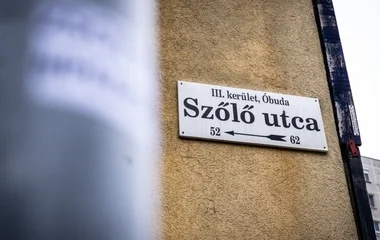 III. kerület, Óbuda
Szőlő utca
52 62